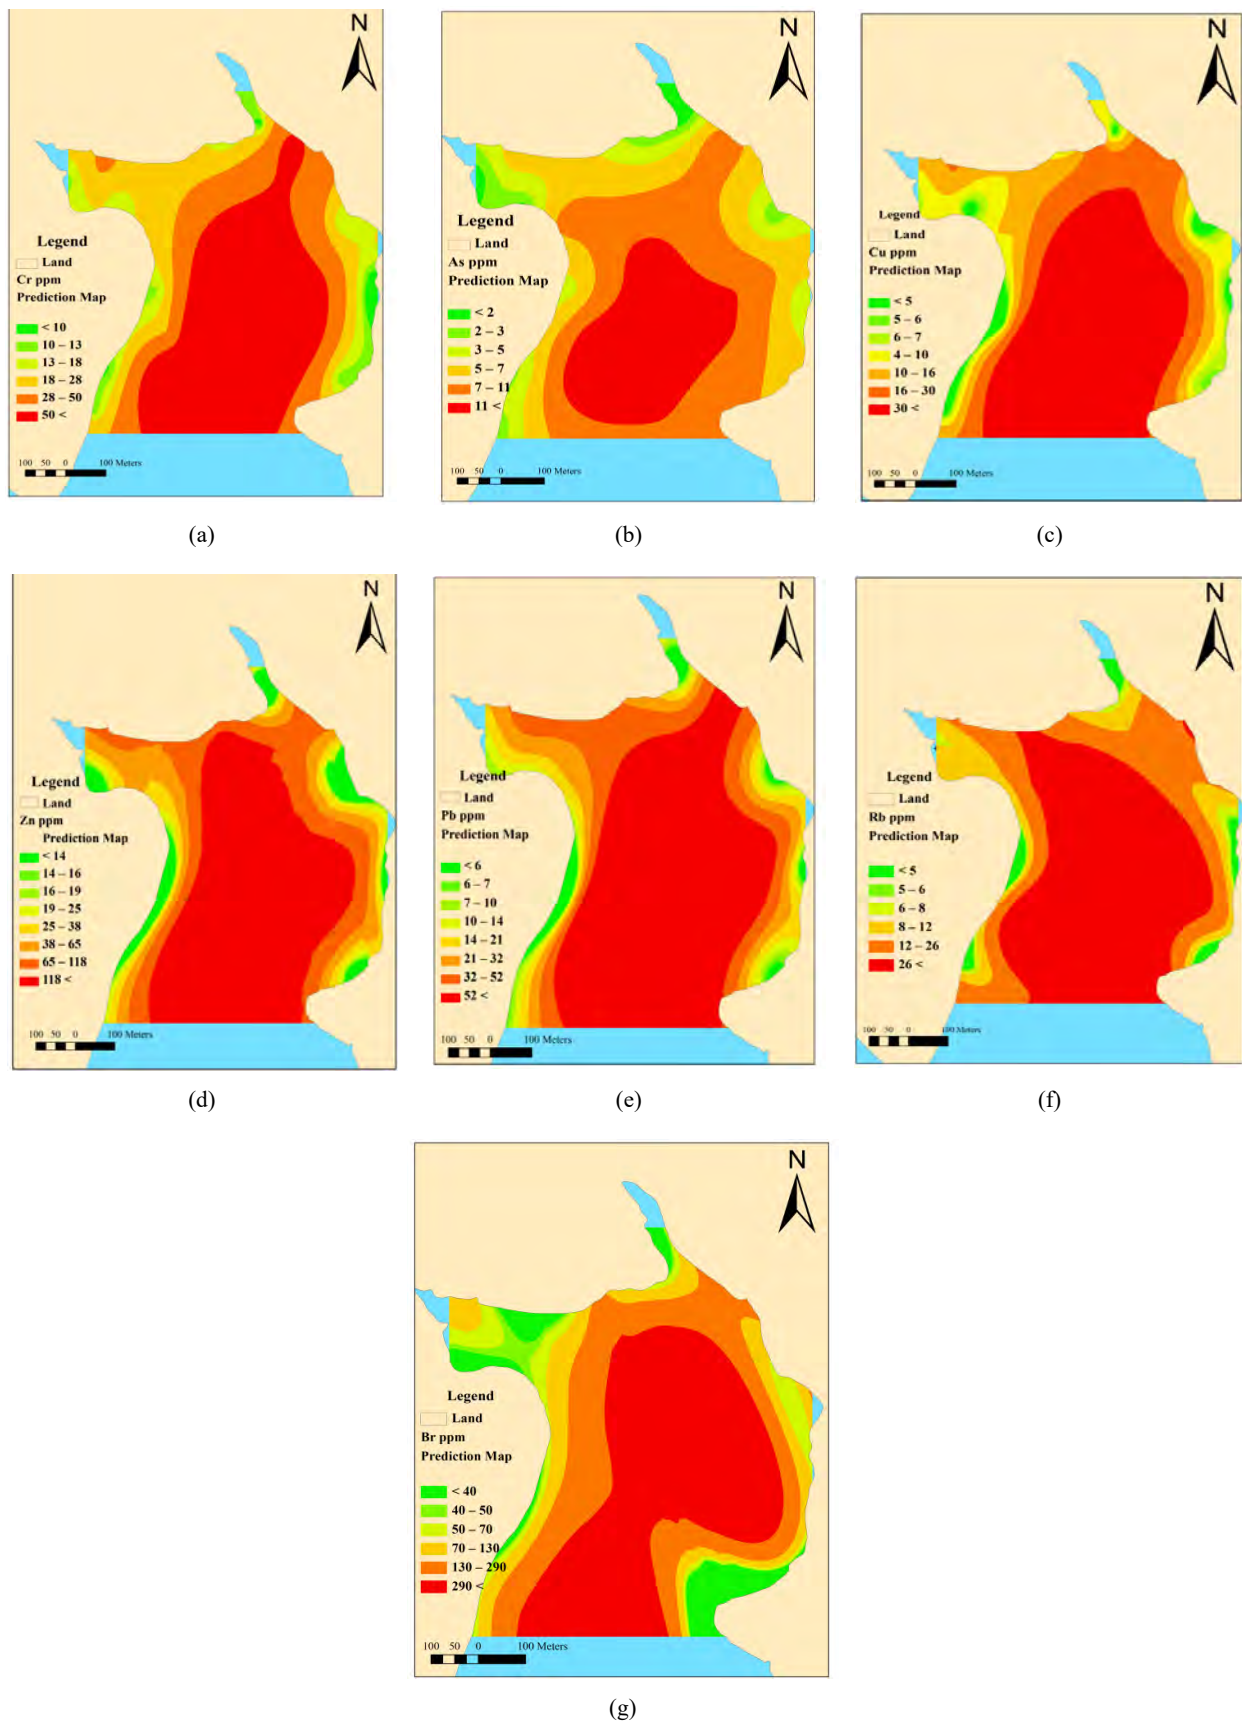 N
Legend
Land
Cr ppm
Prediction Map
< 10
10 – 13
13 – 18
18 – 28
28 – 50
50 <
100 50 0 100 Meters
(a)
N
Legend
Land
As ppm
Prediction Map
< 2
2 – 3
3 – 5
5 – 7
7 – 11
11 <
100 50 0 100 Meters
(b)
N
Legend
Land
Cu ppm
Prediction Map
< 5
5 – 6
6 – 7
4 – 10
10 – 16
16 – 30
30 <
100 50 0 100 Meters
(c)
N
Legend
Land
Zn ppm
Prediction Map
< 14
14 – 16
16 – 19
19 – 25
25 – 38
38 – 65
65 – 118
118 <
100 50 0 100 Meters
(d)
N
Legend
Land
Pb ppm
Prediction Map
< 6
6 – 7
7 – 10
10 – 14
14 – 21
21 – 32
32 – 52
52 <
100 50 0 100 Meters
(e)
N
Legend
Land
Rb ppm
Prediction Map
< 5
5 – 6
6 – 8
8 – 12
12 – 26
26 <
100 50 0 100 Meters
(f)
N
Legend
Land
Br ppm
Prediction Map
< 40
40 – 50
50 – 70
70 – 130
130 – 290
290 <
100 50 0 100 Meters
(g)